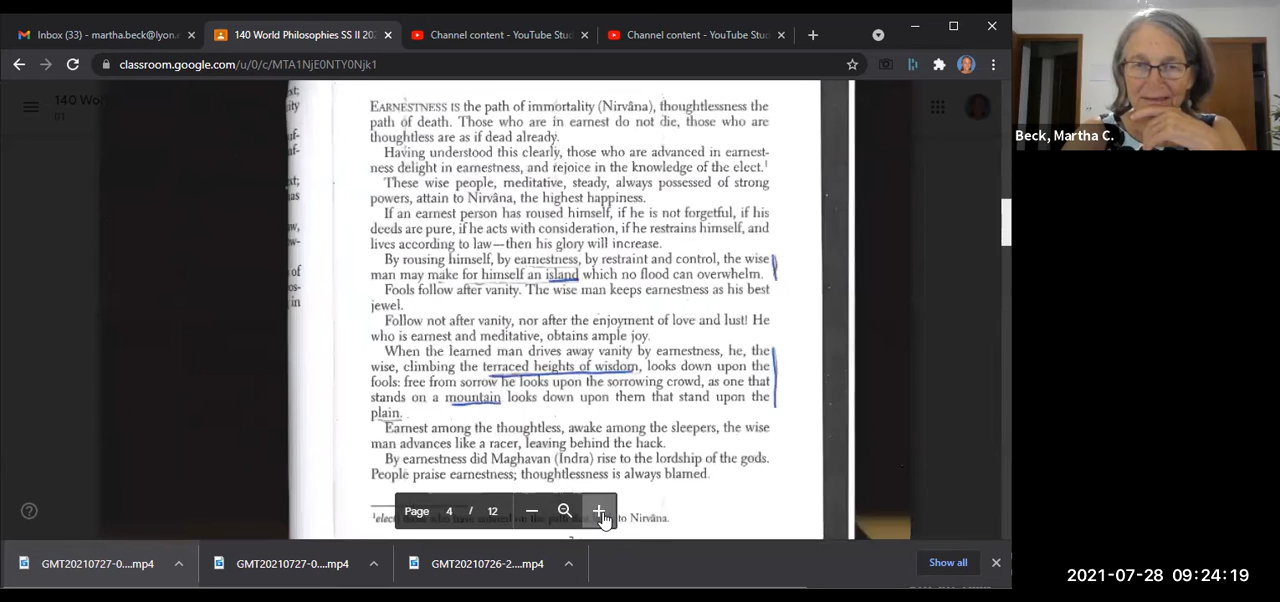 Inbox (33) - martha.beck@lyon.
140 World Philosophies SS II 202
Channel content - YouTube Stu
Channel content - YouTube Stu
classroom.google.com/u/0/c/MTA1NjE0NTY0Njk1
140 Wor
EARNESTNESS IS the path of immortality (Nirvâna), thoughtlessness the
path of death. Those who are in earnest do not die, those who are
thoughtless are as if dead already.
Having understood this clearly, those who are advanced in earnest-
ness delight in earnestness, and rejoice in the knowledge of the elect.¹
These wise people, meditative, steady, always possessed of strong
powers, attain to Nirvâna, the highest happiness.
If an earnest person has roused himself, if he is not forgetful, if his
deeds are pure, if he acts with consideration, if he restrains himself, and
lives according to law—then his glory will increase.
By rousing himself, by earnestness, by restraint and control, the wise
man may make for himself an island which no flood can overwhelm.
Fools follow after vanity. The wise man keeps earnestness as his best
jewel.
Follow not after vanity, nor after the enjoyment of love and lust! He
who is earnest and meditative, obtains ample joy.
When the learned man drives away vanity by earnestness, he, the
wise, climbing the terraced heights of wisdom, looks down upon the
fools: free from sorrow he looks upon the sorrowing crowd, as one that
stands on a mountain looks down upon them that stand upon the
plain.
Earnest among the thoughtless, awake among the sleepers, the wise
man advances like a racer, leaving behind the hack.
By earnestness did Maghavan (Indra) rise to the lordship of the gods.
People praise earnestness; thoughtlessness is always blamed.
¹elect to Nirvâna.
Page 4 / 12
GMT20210727-0....mp4
GMT20210727-0....mp4
GMT20210726-2....mp4
Show all
Beck, Martha C.
2021-07-28 09:24:19